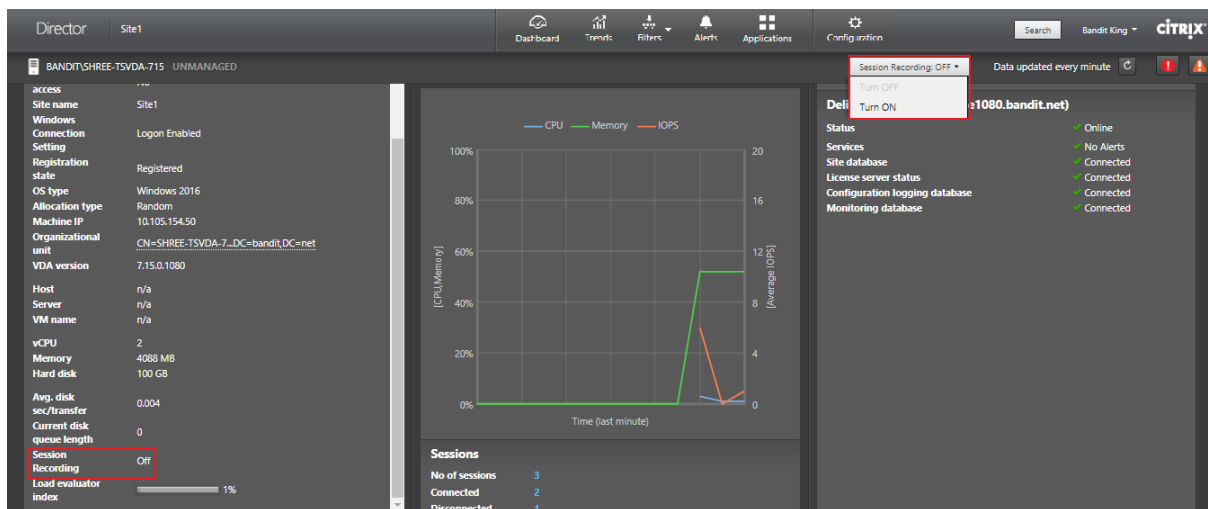 Director Site1
Dashboard Trends Filters Alerts Applications Configuration
Search Bandit King CİTRIX
BANDIT\SHREE-TSVDA-715 UNMANAGED
Session Recording: OFF
Data updated every minute
Turn OFF
Turn ON
access
Site name Site1
Windows
Connection Logon Enabled
Setting
Registration
state Registered
OS type Windows 2016
Allocation type Random
Machine IP 10.105.154.50
Organizational
unit CN=SHREE-TSVDA-7...DC=bandit,DC=net
VDA version 7.15.0.1080
Host n/a
Server n/a
VM name n/a
vCPU 2
Memory 4088 MB
Hard disk 100 GB
Avg. disk
sec/transfer 0.004
Current disk
queue length 0
Session
Recording Off
Load evaluator
index 1%
CPU Memory IOPS
100% 20
80% 16
60% 12
40% 8
20% 4
0% 0
[CPU,Memory]
[Average IOPS]
Time (last minute)
Sessions
No of sessions 3
Connected 2
Disconnected 1
Deli e1080.bandit.net)
Status Online
Services No Alerts
Site database Connected
License server status Connected
Configuration logging database Connected
Monitoring database Connected